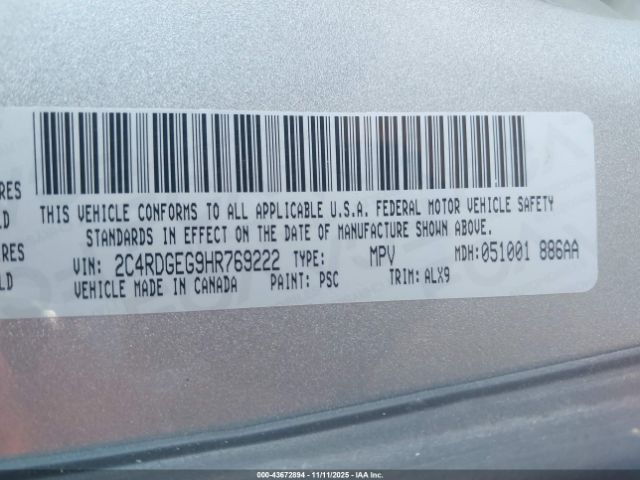 RES
LD
RES
LD
THIS VEHICLE CONFORMS TO ALL APPLICABLE U.S.A. FEDERAL MOTOR VEHICLE SAFETY
STANDARDS IN EFFECT ON THE DATE OF MANUFACTURE SHOWN ABOVE.
VIN: 2C4RDGEG9HR769222 TYPE: MPV MDH:051001 886AA
VEHICLE MADE IN CANADA PAINT: PSC TRIM: ALX9
000-43672894 - 11/11/2025 - IAAI.COM